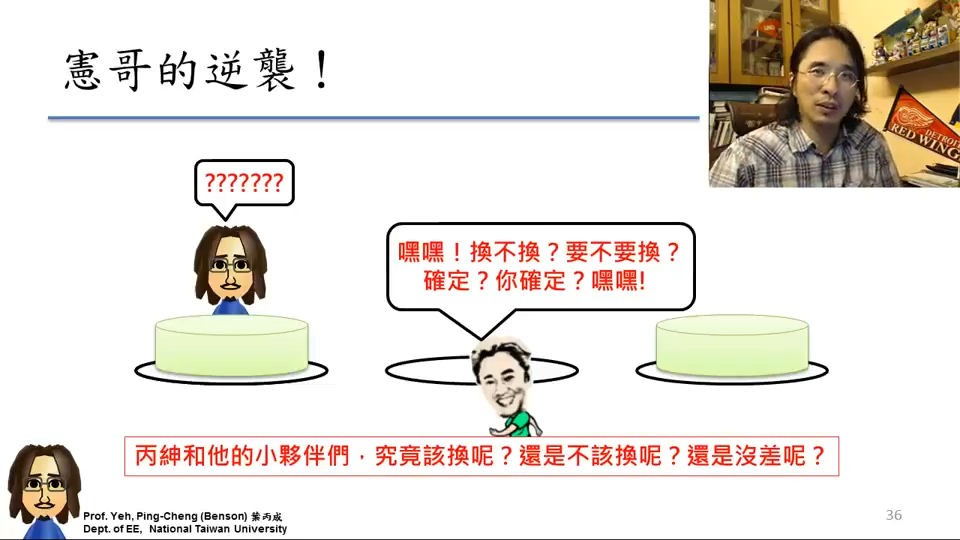 憲哥的逆襲！
DETROIT
RED WINGS
???????
嘿嘿！換不換？要不要換？
確定？你確定？嘿嘿!
丙紳和他的小夥伴們，究竟該換呢？還是不該換呢？還是沒差呢？
Prof. Yeh, Ping-Cheng (Benson) 葉丙成
Dept. of EE, National Taiwan University
36